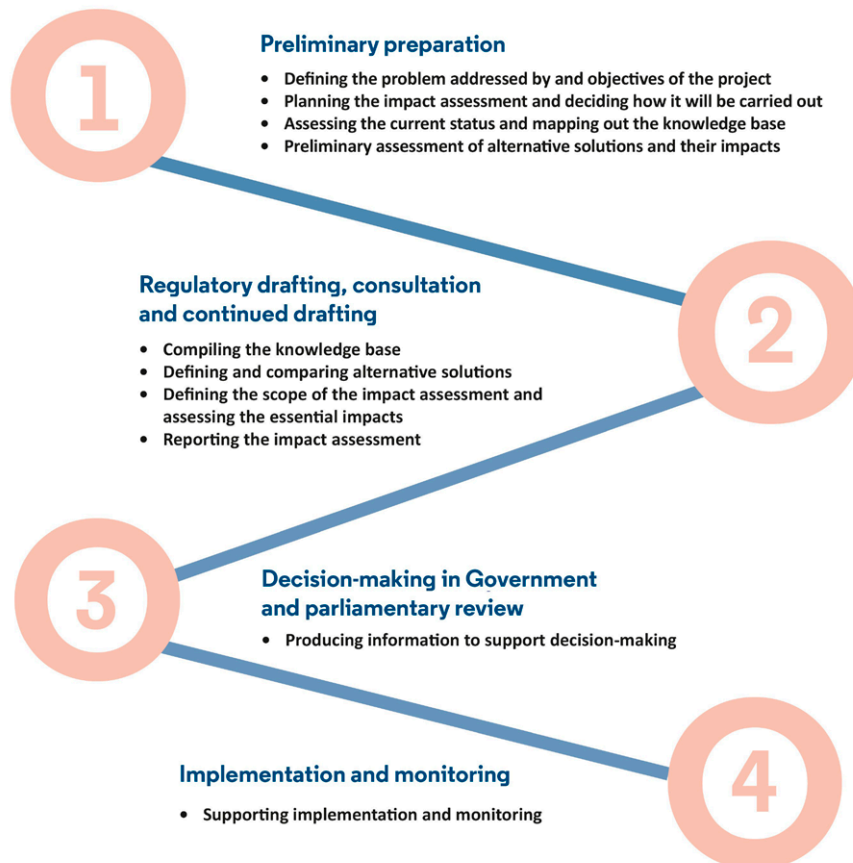 1
Preliminary preparation
• Defining the problem addressed by and objectives of the project
• Planning the impact assessment and deciding how it will be carried out
• Assessing the current status and mapping out the knowledge base
• Preliminary assessment of alternative solutions and their impacts
2
Regulatory drafting, consultation
and continued drafting
• Compiling the knowledge base
• Defining and comparing alternative solutions
• Defining the scope of the impact assessment and
assessing the essential impacts
• Reporting the impact assessment
3
Decision-making in Government
and parliamentary review
• Producing information to support decision-making
4
Implementation and monitoring
• Supporting implementation and monitoring